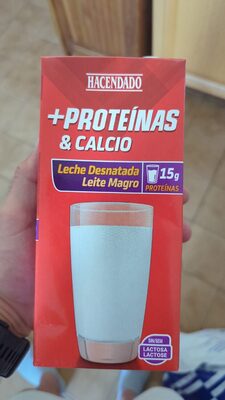 HACENDADO
+PROTEÍNAS
& CALCIO
Leche Desnatada
Leite Magro
15g
PROTEÍNAS
SIN/SEM
LACTOSA
LACTOSE